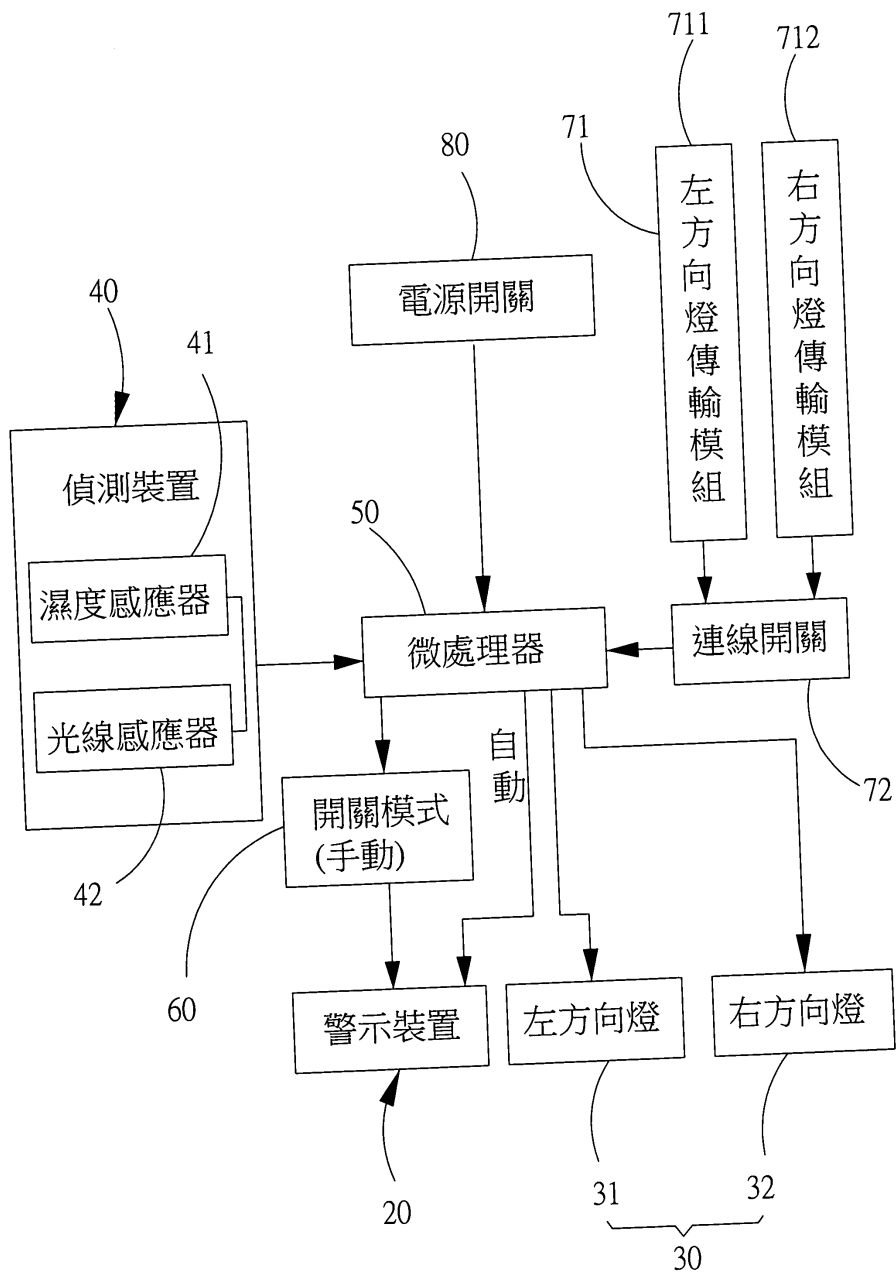 711
712
80
71
左方向燈傳輸模組
右方向燈傳輸模組
電源開關
40
41
偵測裝置
50
濕度感應器
微處理器
連線開關
光線感應器
自動
72
開關模式
(手動)
42
60
警示裝置
左方向燈
右方向燈
20
31
32
30